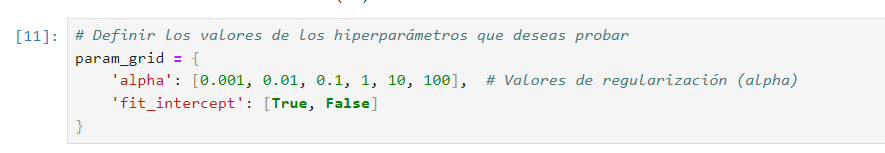 [11]: # Definir los valores de los hiperparámetros que deseas probar
param_grid = {
    'alpha': [0.001, 0.01, 0.1, 1, 10, 100],  # Valores de regularización (alpha)
    'fit_intercept': [True, False]
}